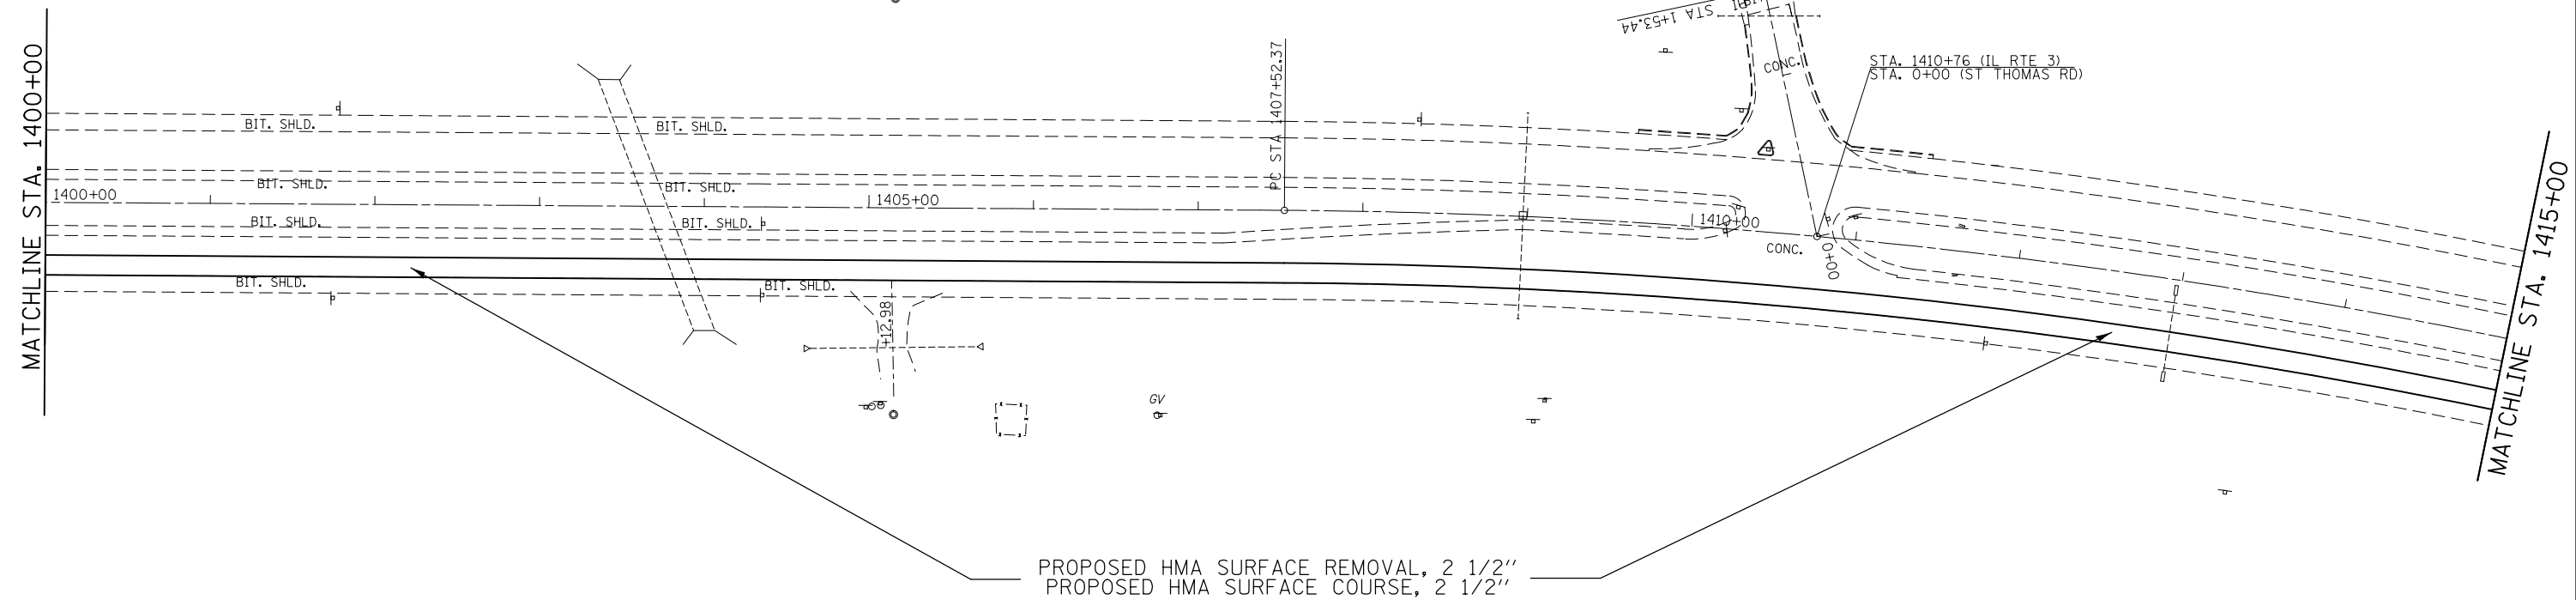 MATCHLINE STA. 1400+00
STA 1+53.44
CONC.
STA. 1410+76 (IL RTE 3)
STA. 0+00 (ST THOMAS RD)
PC STA 1407+52.37
BIT. SHLD.
BIT. SHLD.
BIT. SHLD.
BIT. SHLD.
1400+00
1405+00
1410+00
BIT. SHLD.
BIT. SHLD.
CONC.
0+00
BIT. SHLD.
BIT. SHLD.
+12.98
GV
MATCHLINE STA. 1415+00
PROPOSED HMA SURFACE REMOVAL, 2 1/2"
PROPOSED HMA SURFACE COURSE, 2 1/2"